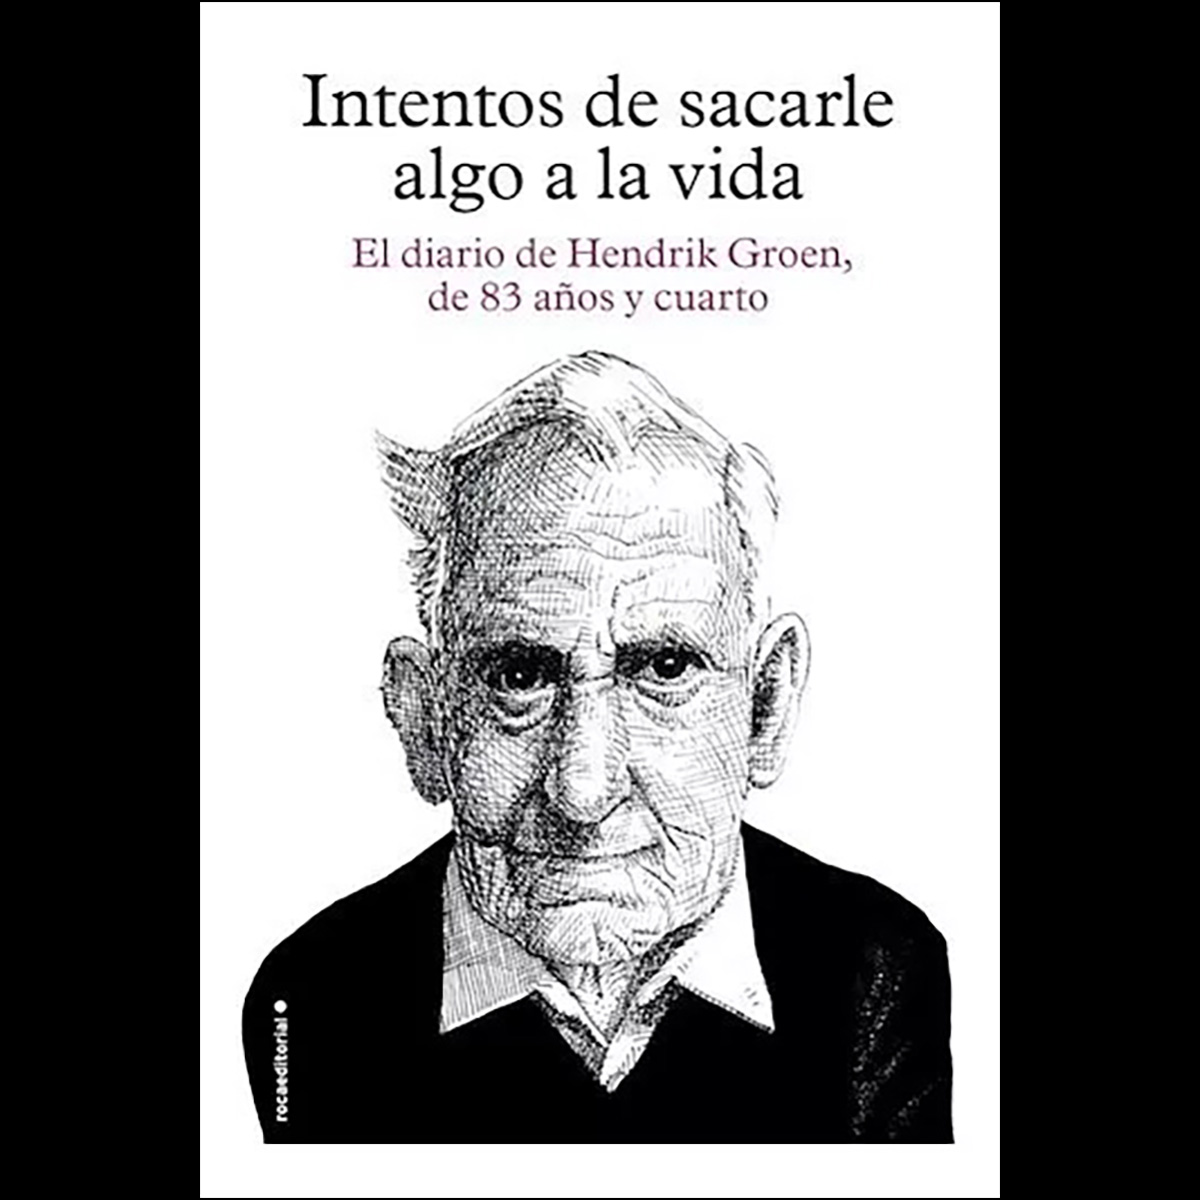 Intentos de sacarle
algo a la vida
El diario de Hendrik Groen,
de 83 años y cuarto
rocaeditorial